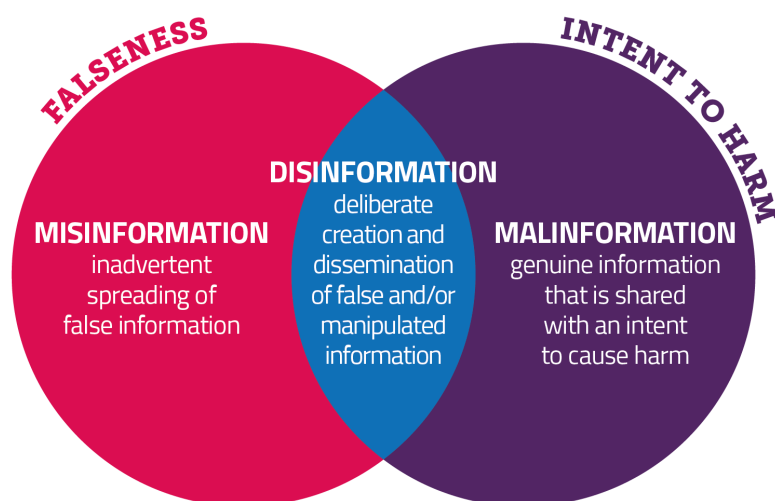 FALSENESS
INTENT TO HARM
MISINFORMATION
inadvertent
spreading of
false information
DISINFORMATION
deliberate
creation and
dissemination
of false and/or
manipulated
information
MALINFORMATION
genuine information
that is shared
with an intent
to cause harm